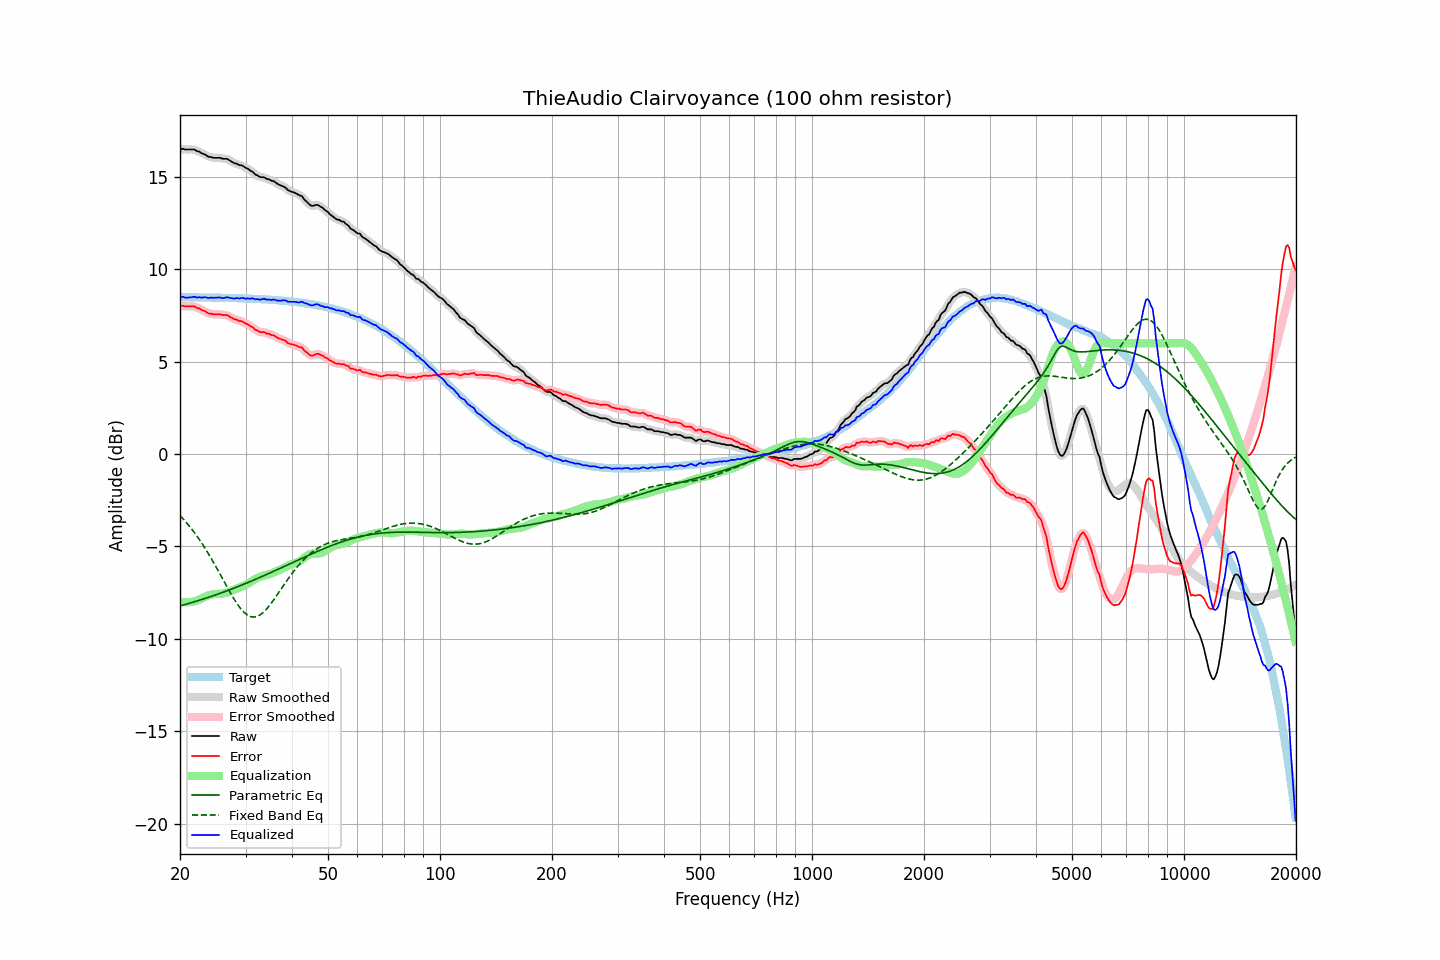 ThieAudio Clairvoyance (100 ohm resistor)
Amplitude (dBr)
15
10
5
0
−5
−10
−15
−20
Target
Raw Smoothed
Error Smoothed
Raw
Error
Equalization
Parametric Eq
Fixed Band Eq
Equalized
20 50 100 200 500 1000 2000 5000 10000 20000
Frequency (Hz)